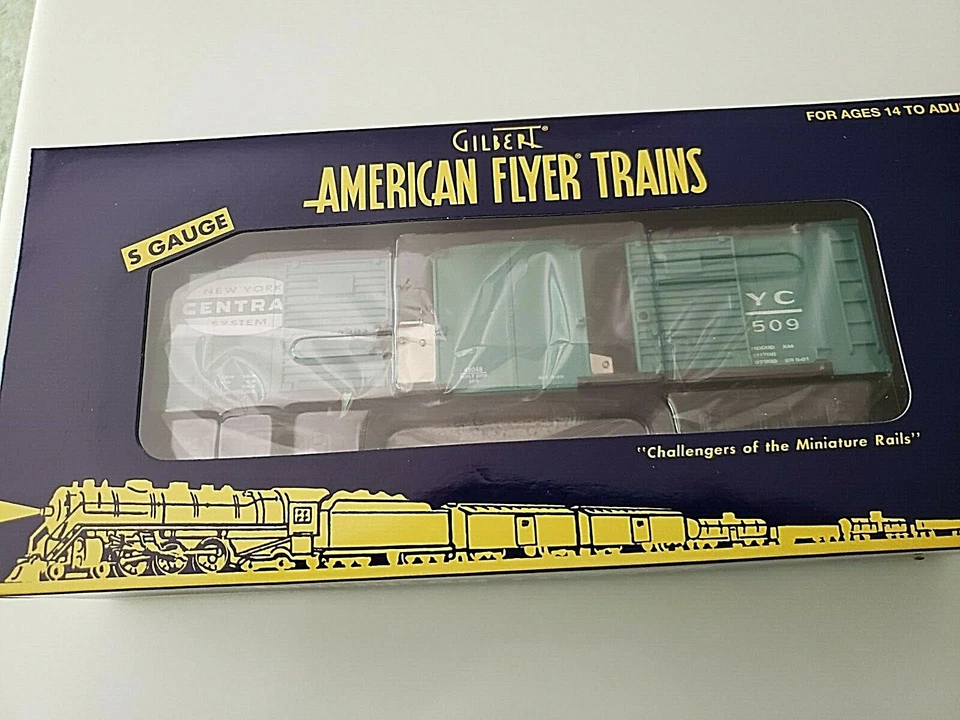 FOR AGES 14 TO ADU
GILBERT®
AMERICAN FLYER® TRAINS
S GAUGE
NEW YORK
CENTRA
SYSTEM
YC
509
"Challengers of the Miniature Rails"